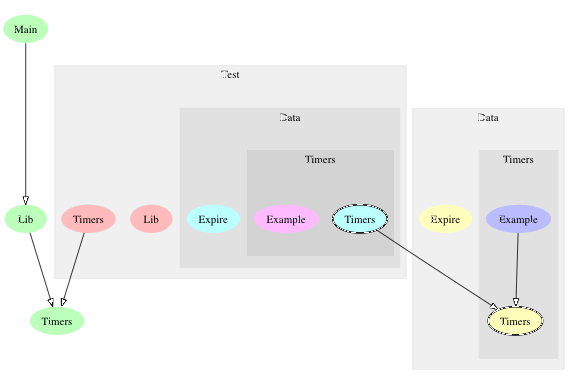 Main
Test
Data
Data
Timers
Timers
Lib
Timers
Lib
Expire
Example
Timers
Expire
Example
Timers
Timers